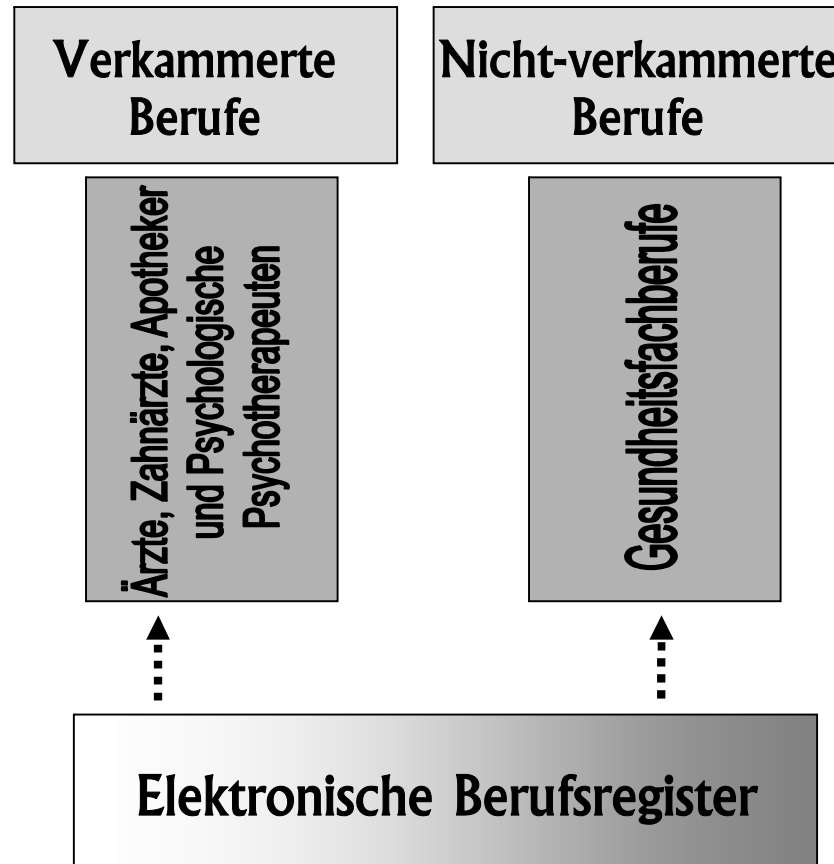 Verkammerte
Berufe
Nicht-verkammerte
Berufe
Ärzte, Zahnärzte, Apotheker
und Psychologische
Psychotherapeuten
Gesundheitsfachberufe
Elektronische Berufsregister